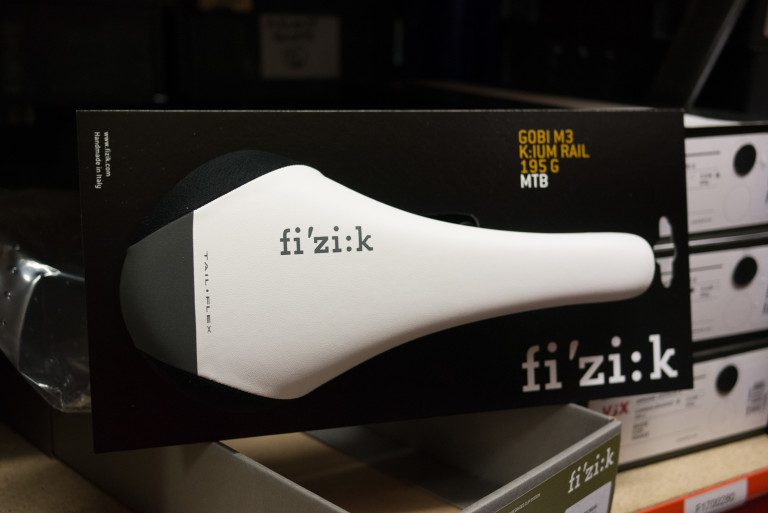 www.fizik.com
Handmade in Italy
GOBI M3
K:IUM RAIL
195 G
MTB
fi'zi:k
TAIL+FLEX
fi'zi:k
fi'zi:k